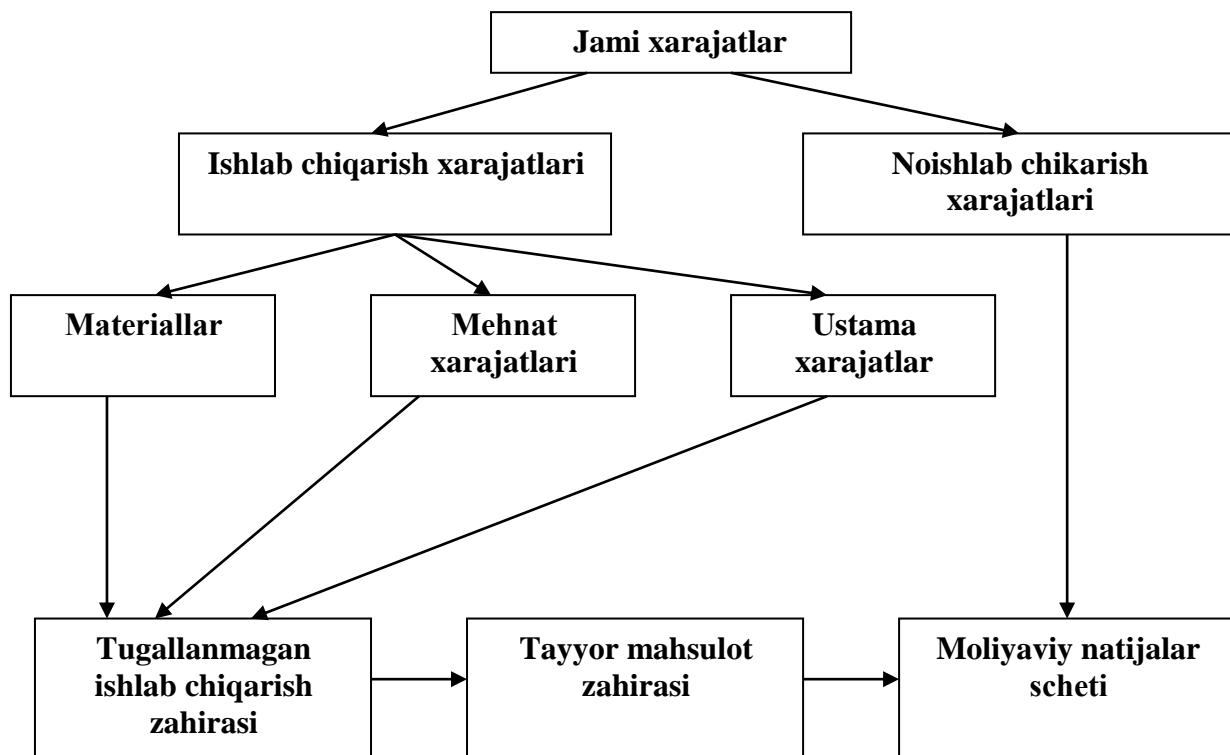 Jami xarajatlar
Ishlab chiqarish xarajatlari
Noishlab chikarish
xarajatlari
Materiallar
Mehnat
xarajatlari
Ustama
xarajatlar
Tugallanmagan
ishlab chiqarish
zahirasi
Tayyor mahsulot
zahirasi
Moliyaviy natijalar
scheti